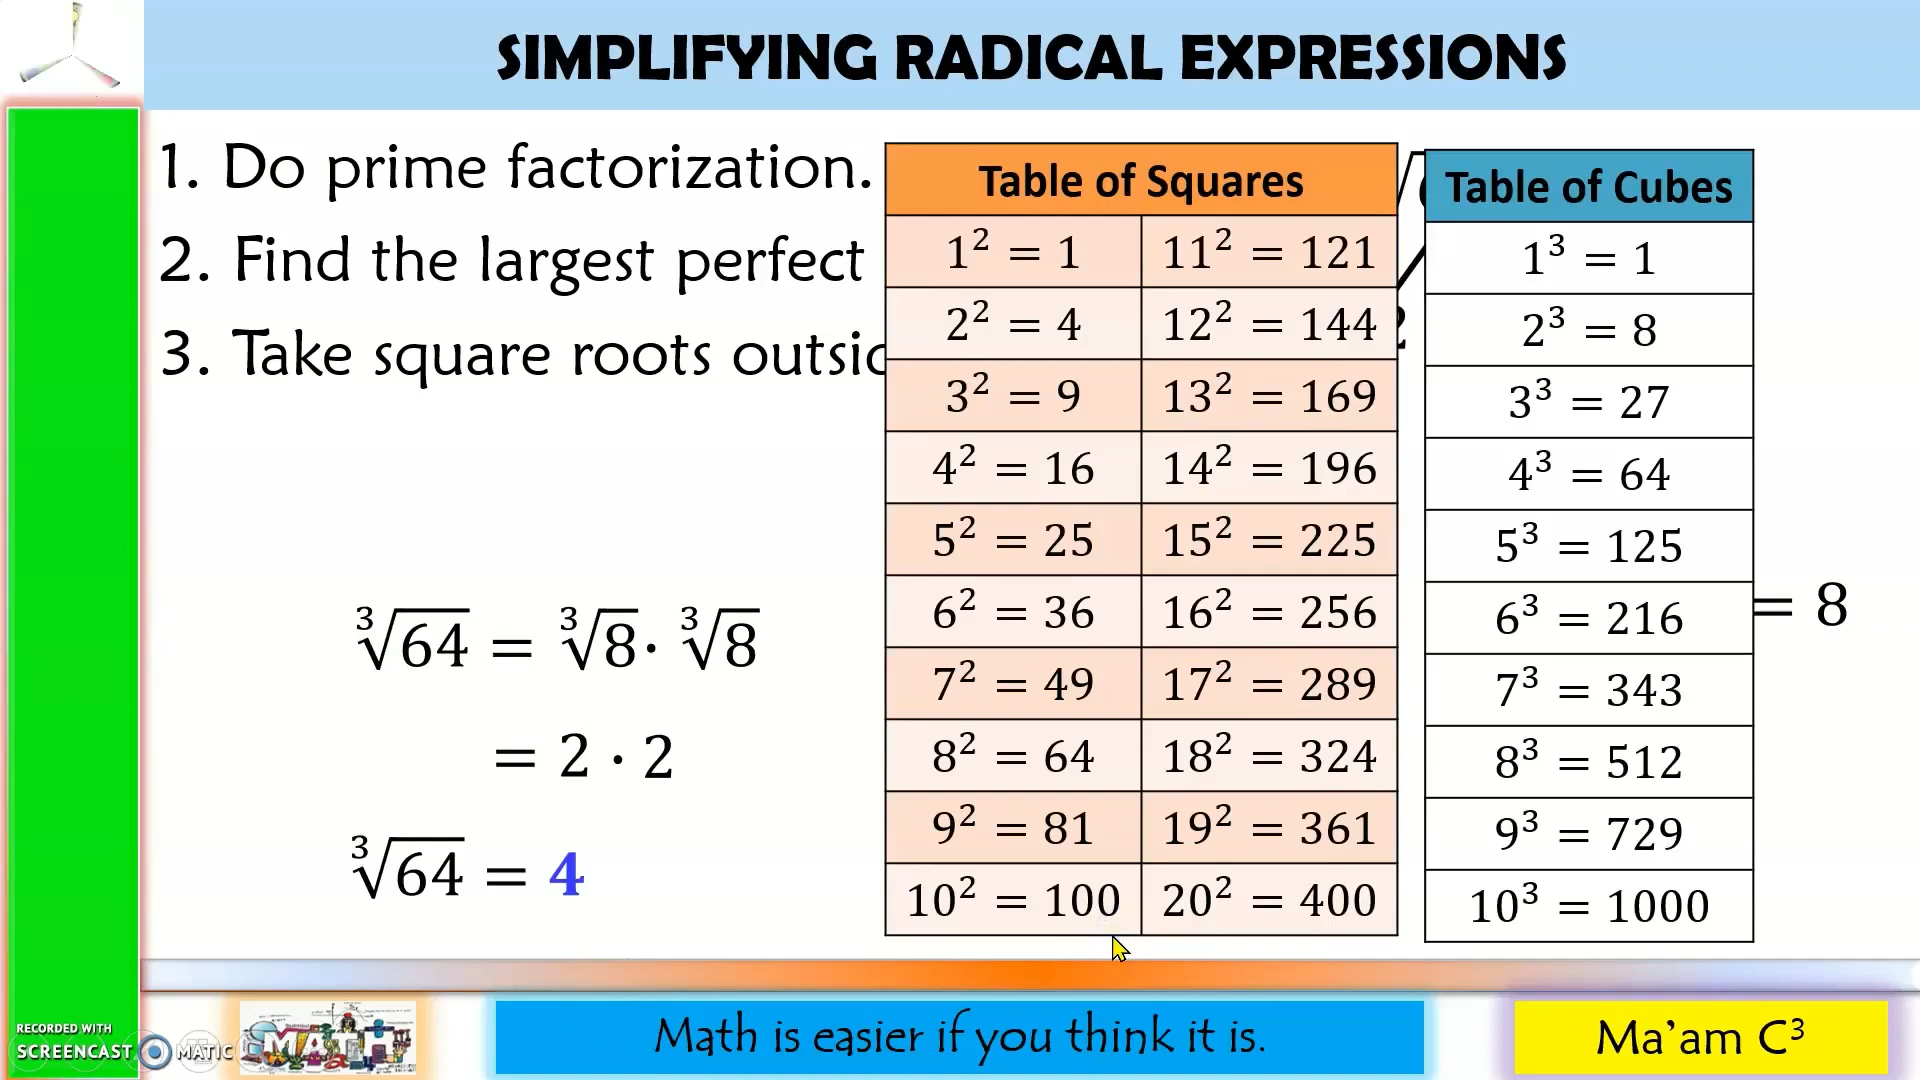 SIMPLIFYING RADICAL EXPRESSIONS
1. Do prime factorization.
2. Find the largest perfect
3. Take square roots
∛64 = ∛8 · ∛8
= 2 · 2
∛64 = 4
Table of Squares
1² = 1 11² = 121
2² = 4 12² = 144
3² = 9 13² = 169
4² = 16 14² = 196
5² = 25 15² = 225
6² = 36 16² = 256
7² = 49 17² = 289
8² = 64 18² = 324
9² = 81 19² = 361
10² = 100 20² = 400
Table of Cubes
1³ = 1
2³ = 8
3³ = 27
4³ = 64
5³ = 125
6³ = 216
7³ = 343
8³ = 512
9³ = 729
10³ = 1000
= 8
RECORDED WITH
SCREENCAST MATIC
MATH
Math is easier if you think it is.
Ma’am C³